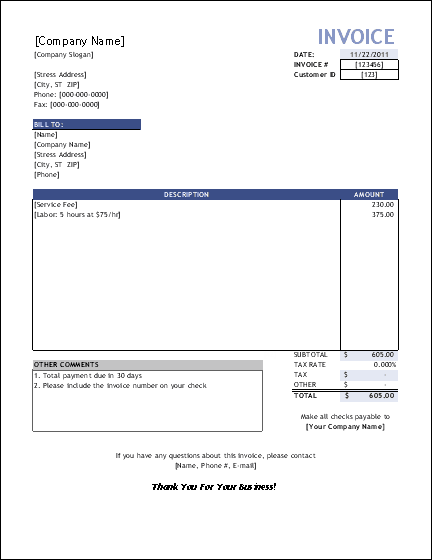 [Company Name]
INVOICE
[Company Slogan]
DATE: 11/22/2011
INVOICE # [123456]
[Stress Address]
Customer ID [123]
[City, ST ZIP]
Phone: [000-000-0000]
Fax: [000-000-0000]
BILL TO:
[Name]
[Company Name]
[Stress Address]
[City, ST ZIP]
[Phone]
DESCRIPTION AMOUNT
[Service Fee] 230.00
[Labor: 5 hours at $75/hr] 375.00
SUBTOTAL $ 605.00
TAX RATE 0.000%
TAX $ -
OTHER $ -
TOTAL $ 605.00
OTHER COMMENTS
1. Total payment due in 30 days
2. Please include the invoice number on your check
Make all checks payable to
[Your Company Name]
If you have any questions about this invoice, please contact
[Name, Phone #, E-mail]
Thank You For Your Business!